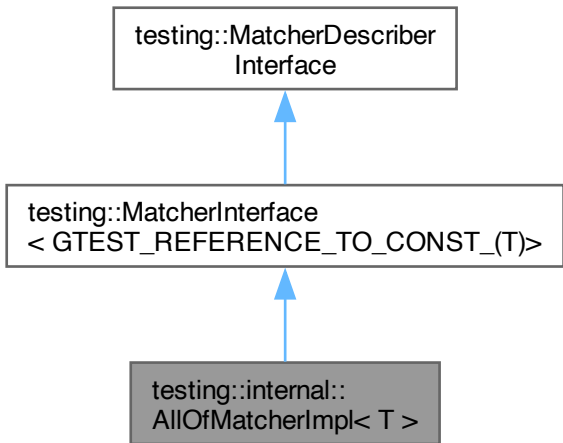 testing::MatcherDescriber
Interface
testing::MatcherInterface
< GTEST_REFERENCE_TO_CONST_(T)>
testing::internal::
AllOfMatcherImpl< T >